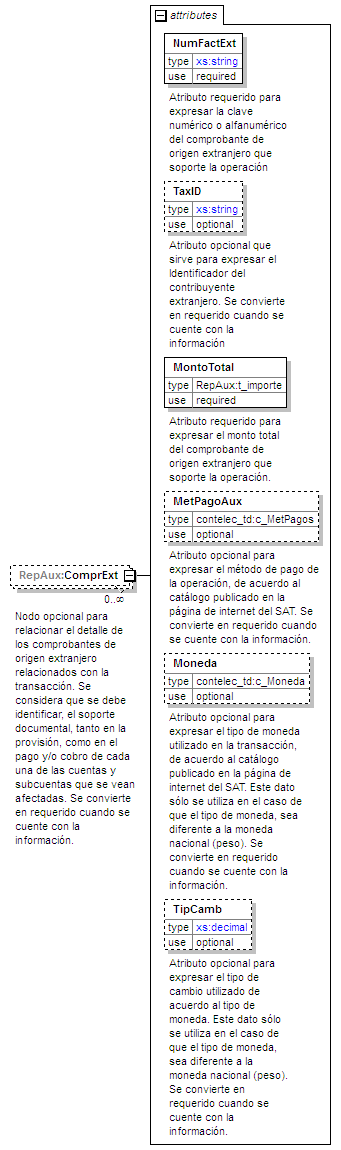 attributes
NumFactExt
type xs:string
use required
Atributo requerido para
expresar la clave
numérico o alfanumérico
del comprobante de
origen extranjero que
soporte la operación
TaxID
type xs:string
use optional
Atributo opcional que
sirve para expresar el
Identificador del
contribuyente
extranjero. Se convierte
en requerido cuando se
cuente con la
información
MontoTotal
type RepAux:t_importe
use required
Atributo requerido para
expresar el monto total
del comprobante de
origen extranjero que
soporte la operación.
MetPagoAux
type contelec_td:c_MetPagos
use optional
Atributo opcional para
expresar el método de pago de
la operación, de acuerdo al
catálogo publicado en la
página de internet del SAT. Se
convierte en requerido cuando
se cuente con la información.
RepAux:ComprExt
0..∞
Nodo opcional para
relacionar el detalle de
los comprobantes de
origen extranjero
relacionados con la
transacción. Se
considera que se debe
identificar, el soporte
documental, tanto en la
provisión, como en el
pago y/o cobro de cada
una de las cuentas y
subcuentas que se vean
afectadas. Se convierte
en requerido cuando se
cuente con la
información.
Moneda
type contelec_td:c_Moneda
use optional
Atributo opcional para
expresar el tipo de moneda
utilizado en la transacción,
de acuerdo al catálogo
publicado en la página de
internet del SAT. Este dato
sólo se utiliza en el caso de
que el tipo de moneda, sea
diferente a la moneda
nacional (peso). Se
convierte en requerido
cuando se cuente con la
información.
TipCamb
type xs:decimal
use optional
Atributo opcional para
expresar el tipo de
cambio utilizado de
acuerdo al tipo de
moneda. Este dato sólo
se utiliza en el caso de
que el tipo de moneda,
sea diferente a la
moneda nacional (peso).
Se convierte en
requerido cuando se
cuente con la
información.